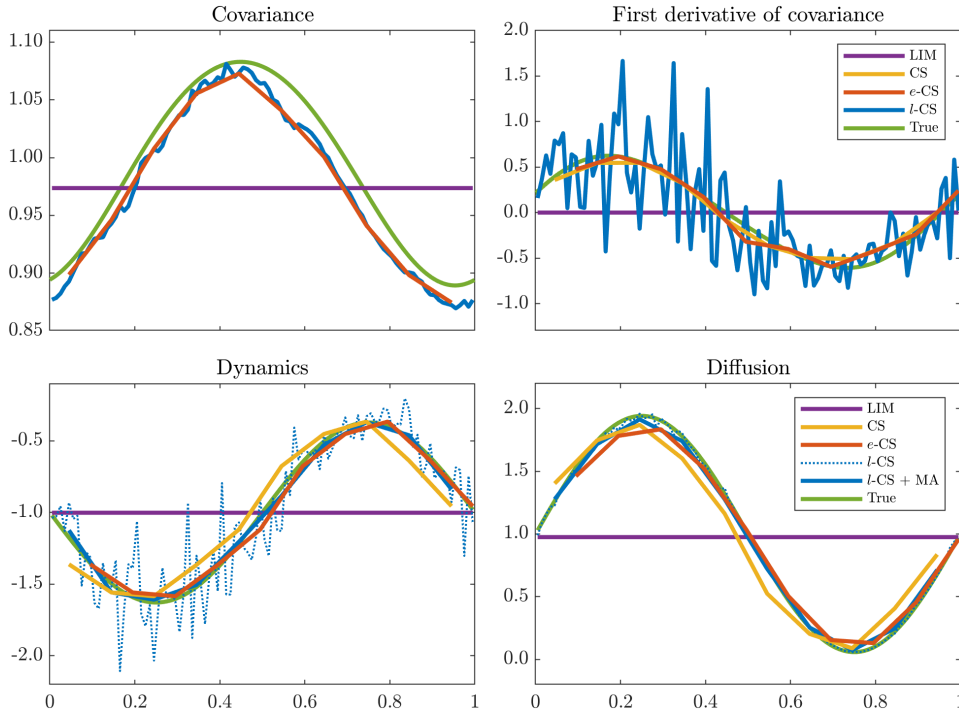 Covariance
1.10
1.05
1.00
0.95
0.90
0.85
First derivative of covariance
2.0
1.5
1.0
0.5
0.0
-0.5
-1.0
LIM
CS
e-CS
l-CS
True
Dynamics
-0.5
-1.0
-1.5
-2.0
0 0.2 0.4 0.6 0.8 1
Diffusion
2.0
1.5
1.0
0.5
0.0
LIM
CS
e-CS
l-CS
l-CS + MA
True
0 0.2 0.4 0.6 0.8 1